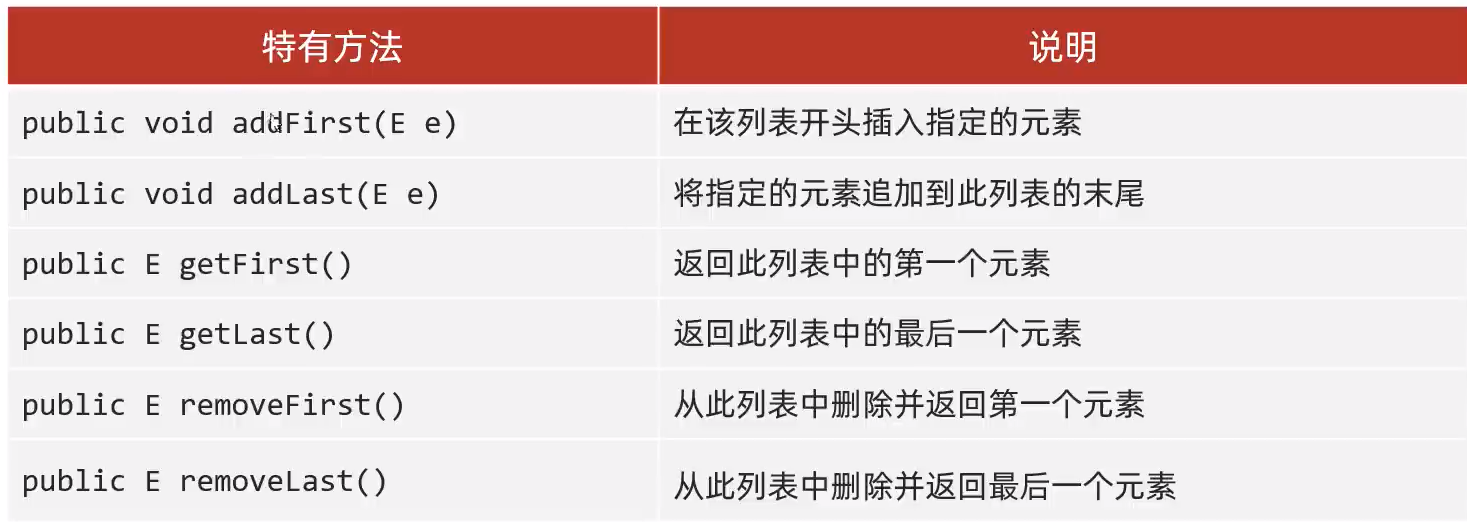 特有方法
说明
public void addFirst(E e)
在该列表开头插入指定的元素
public void addLast(E e)
将指定的元素追加到此列表的末尾
public E getFirst()
返回此列表中的第一个元素
public E getLast()
返回此列表中的最后一个元素
public E removeFirst()
从此列表中删除并返回第一个元素
public E removeLast()
从此列表中删除并返回最后一个元素